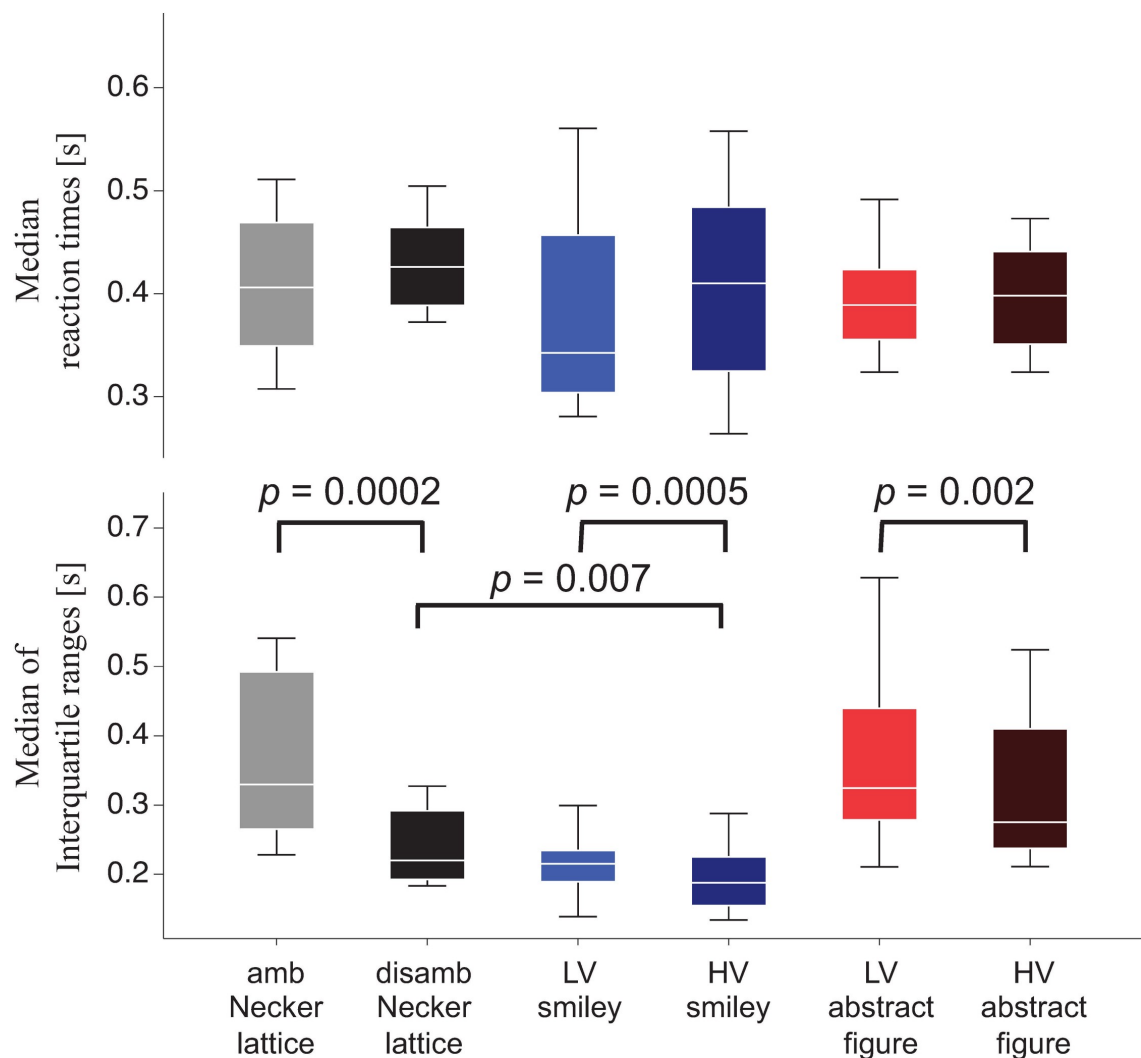 Median
reaction times [s]
0.6
0.5
0.4
0.3
Median of
Interquartile ranges [s]
0.7
0.6
0.5
0.4
0.3
0.2
p = 0.0002
p = 0.0005
p = 0.002
p = 0.007
amb
Necker
lattice
disamb
Necker
lattice
LV
smiley
HV
smiley
LV
abstract
figure
HV
abstract
figure